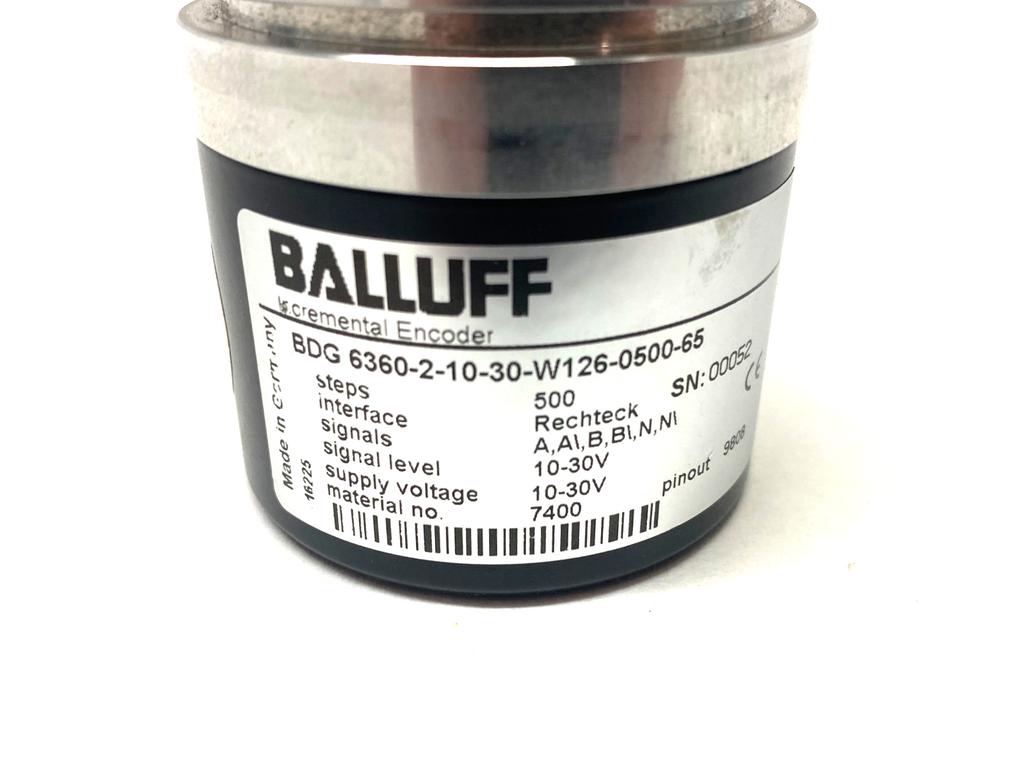 BALLUFF
Incremental Encoder
BDG 6360-2-10-30-W126-0500-65
SN: 00052
steps 500
interface Rechteck
signals A,A\,B,B\,N,N\
signal level 10-30V
supply voltage 10-30V
material no. 7400
pinout 9808
CE
Made in Germany
16225